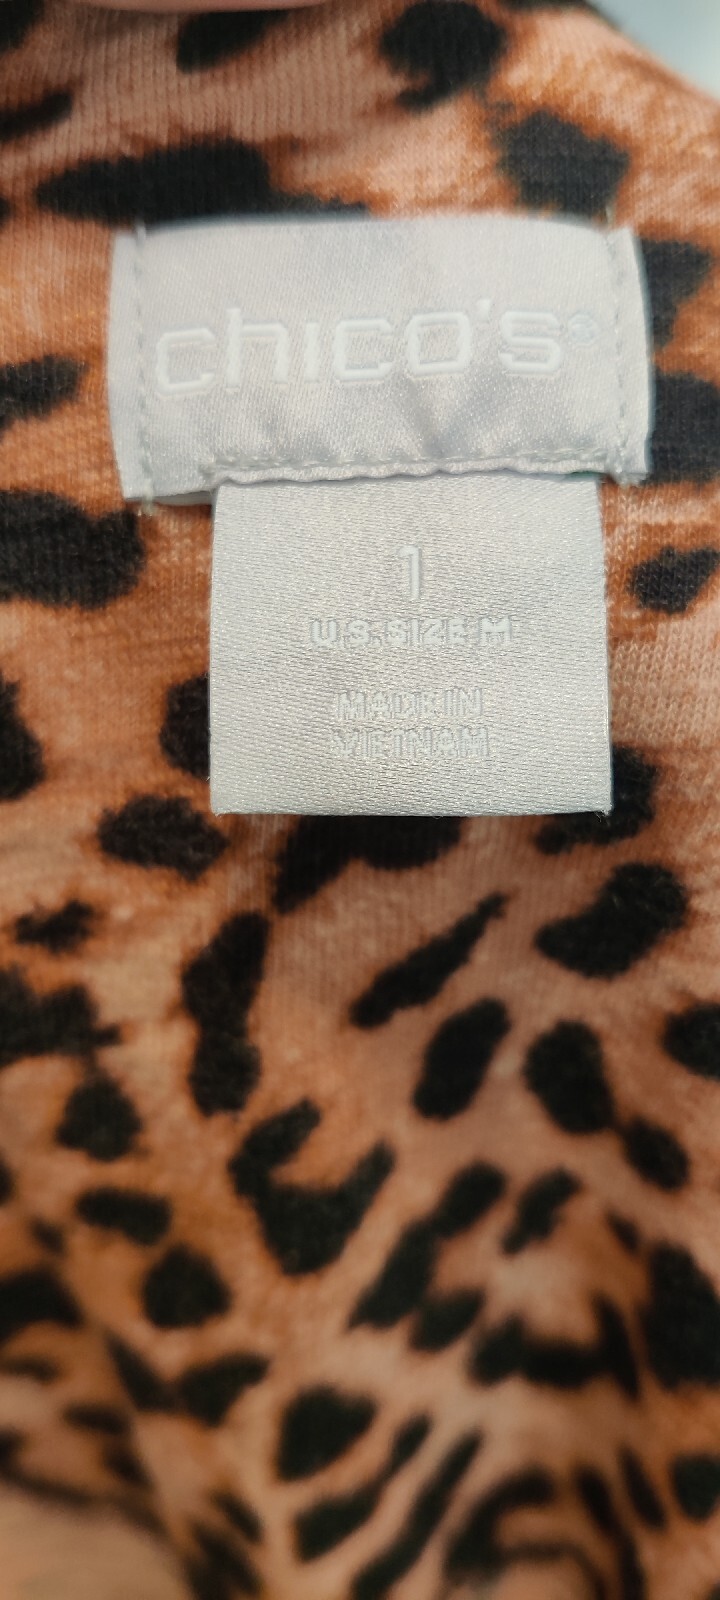 chico's®
1
U.S. SIZE: M
MADE IN
VIETNAM